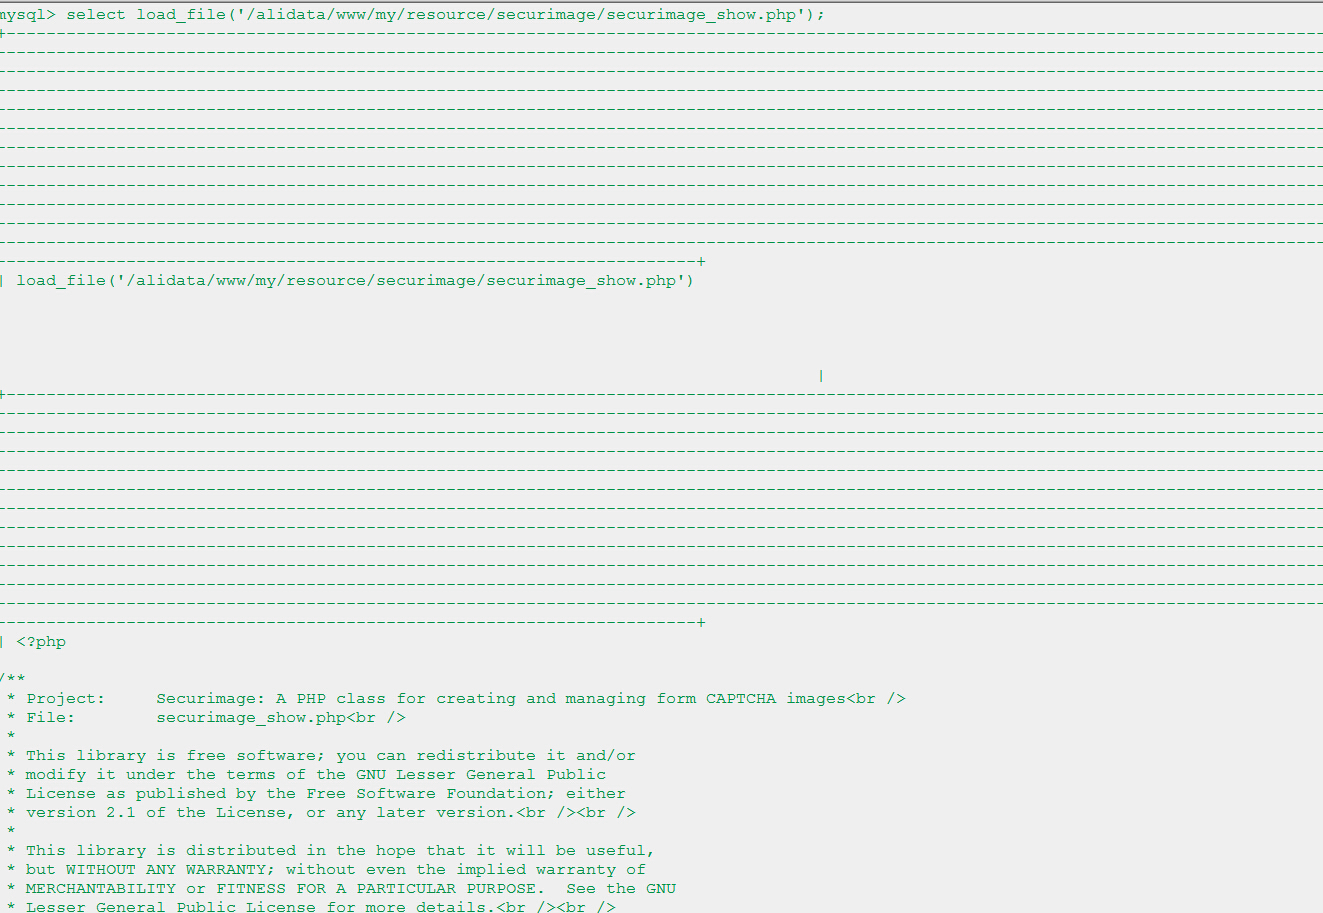 mysql> select load_file('/alidata/www/my/resource/securimage/securimage_show.php');
| load_file('/alidata/www/my/resource/securimage/securimage_show.php')
|
| <?php
/**
* Project:     Securimage: A PHP class for creating and managing form CAPTCHA images<br />
* File:        securimage_show.php<br />
*
* This library is free software; you can redistribute it and/or
* modify it under the terms of the GNU Lesser General Public
* License as published by the Free Software Foundation; either
* version 2.1 of the License, or any later version.<br /><br />
*
* This library is distributed in the hope that it will be useful,
* but WITHOUT ANY WARRANTY; without even the implied warranty of
* MERCHANTABILITY or FITNESS FOR A PARTICULAR PURPOSE.  See the GNU
* Lesser General Public License for more details.<br /><br />